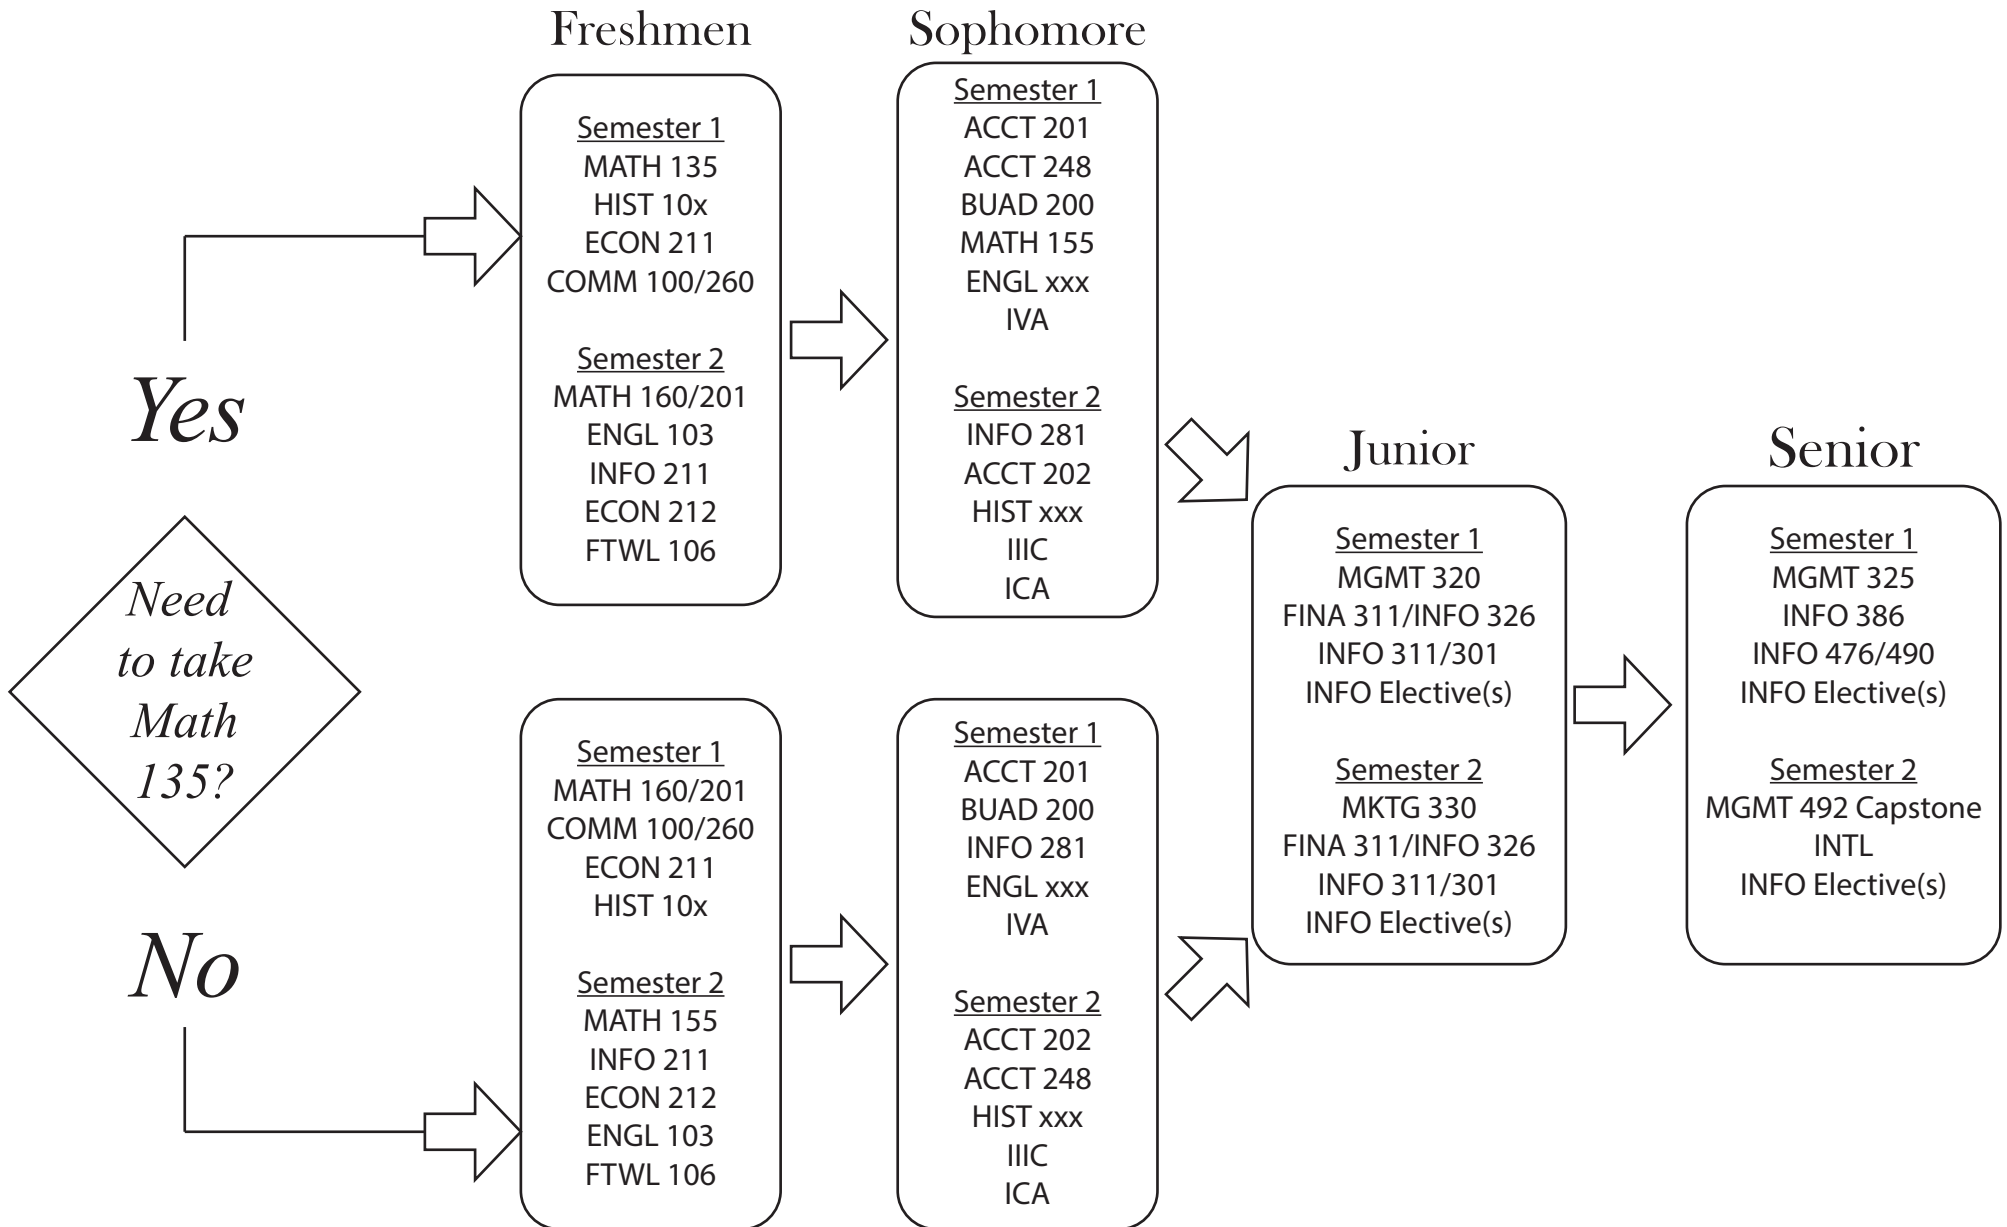 Freshmen
Semester 1
MATH 135
HIST 10x
ECON 211
COMM 100/260
Semester 2
MATH 160/201
ENGL 103
INFO 211
ECON 212
FTWL 106
Sophomore
Semester 1
ACCT 201
ACCT 248
BUAD 200
MATH 155
ENGL xxx
IVA
Semester 2
INFO 281
ACCT 202
HIST xxx
IIIC
ICA
Yes
Need
to take
Math
135?
No
Semester 1
MATH 160/201
COMM 100/260
ECON 211
HIST 10x
Semester 2
MATH 155
INFO 211
ECON 212
ENGL 103
FTWL 106
Semester 1
ACCT 201
BUAD 200
INFO 281
ENGL xxx
IVA
Semester 2
ACCT 202
ACCT 248
HIST xxx
IIIC
ICA
Junior
Semester 1
MGMT 320
FINA 311/INFO 326
INFO 311/301
INFO Elective(s)
Semester 2
MKTG 330
FINA 311/INFO 326
INFO 311/301
INFO Elective(s)
Senior
Semester 1
MGMT 325
INFO 386
INFO 476/490
INFO Elective(s)
Semester 2
MGMT 492 Capstone
INTL
INFO Elective(s)